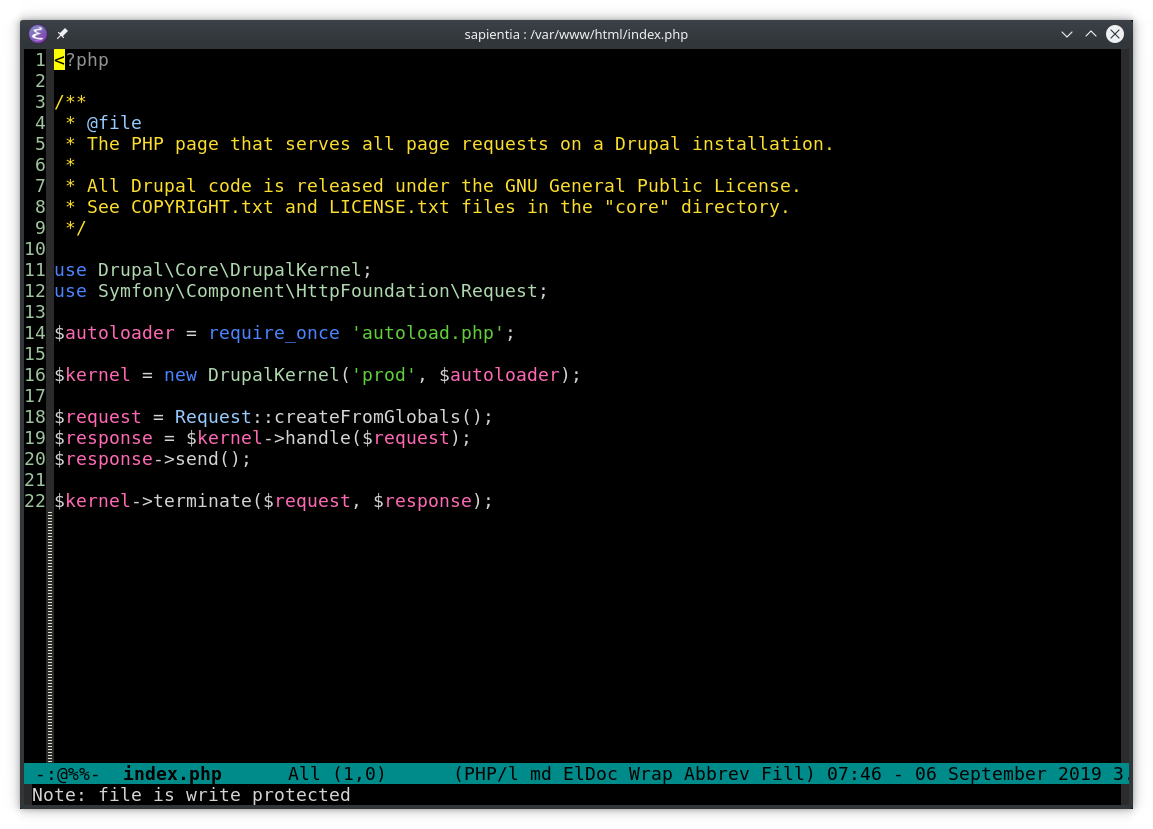 sapientia : /var/www/html/index.php
1 <?php
2
3 /**
4  * @file
5  * The PHP page that serves all page requests on a Drupal installation.
6  *
7  * All Drupal code is released under the GNU General Public License.
8  * See COPYRIGHT.txt and LICENSE.txt files in the "core" directory.
9  */
10
11 use Drupal\Core\DrupalKernel;
12 use Symfony\Component\HttpFoundation\Request;
13
14 $autoloader = require_once 'autoload.php';
15
16 $kernel = new DrupalKernel('prod', $autoloader);
17
18 $request = Request::createFromGlobals();
19 $response = $kernel->handle($request);
20 $response->send();
21
22 $kernel->terminate($request, $response);
-:@%%-  index.php      All (1,0)      (PHP/l md ElDoc Wrap Abbrev Fill) 07:46 - 06 September 2019 3.
Note: file is write protected